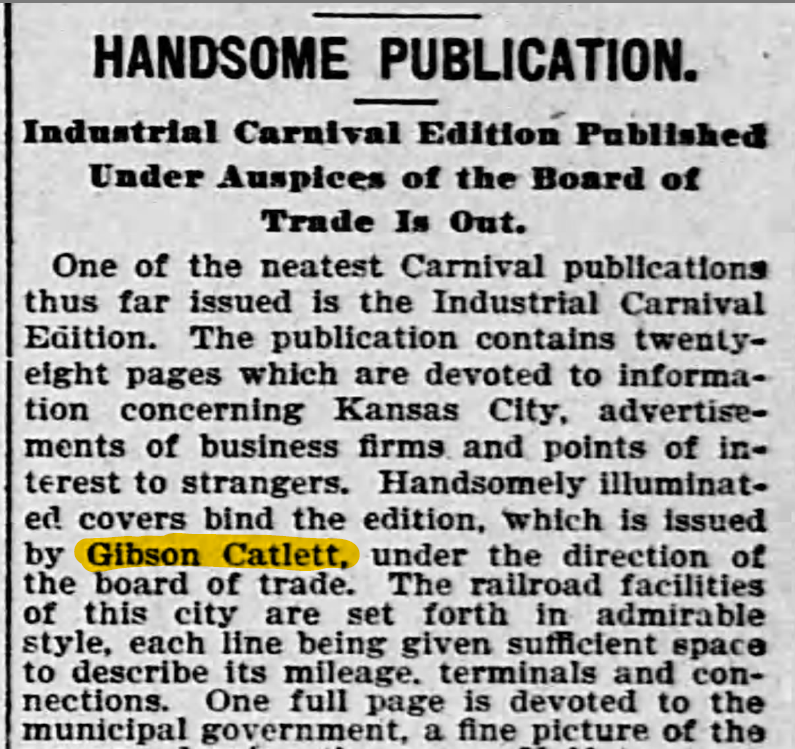 HANDSOME PUBLICATION.
Industrial Carnival Edition Published
Under Auspices of the Board of
Trade Is Out.
One of the neatest Carnival publications
thus far issued is the Industrial Carnival
Edition. The publication contains twenty-
eight pages which are devoted to informa-
tion concerning Kansas City, advertise-
ments of business firms and points of in-
terest to strangers. Handsomely illuminat-
ed covers bind the edition, which is issued
by Gibson Catlett, under the direction of
the board of trade. The railroad facilities
of this city are set forth in admirable
style, each line being given sufficient space
to describe its mileage, terminals and con-
nections. One full page is devoted to the
municipal government, a fine picture of the